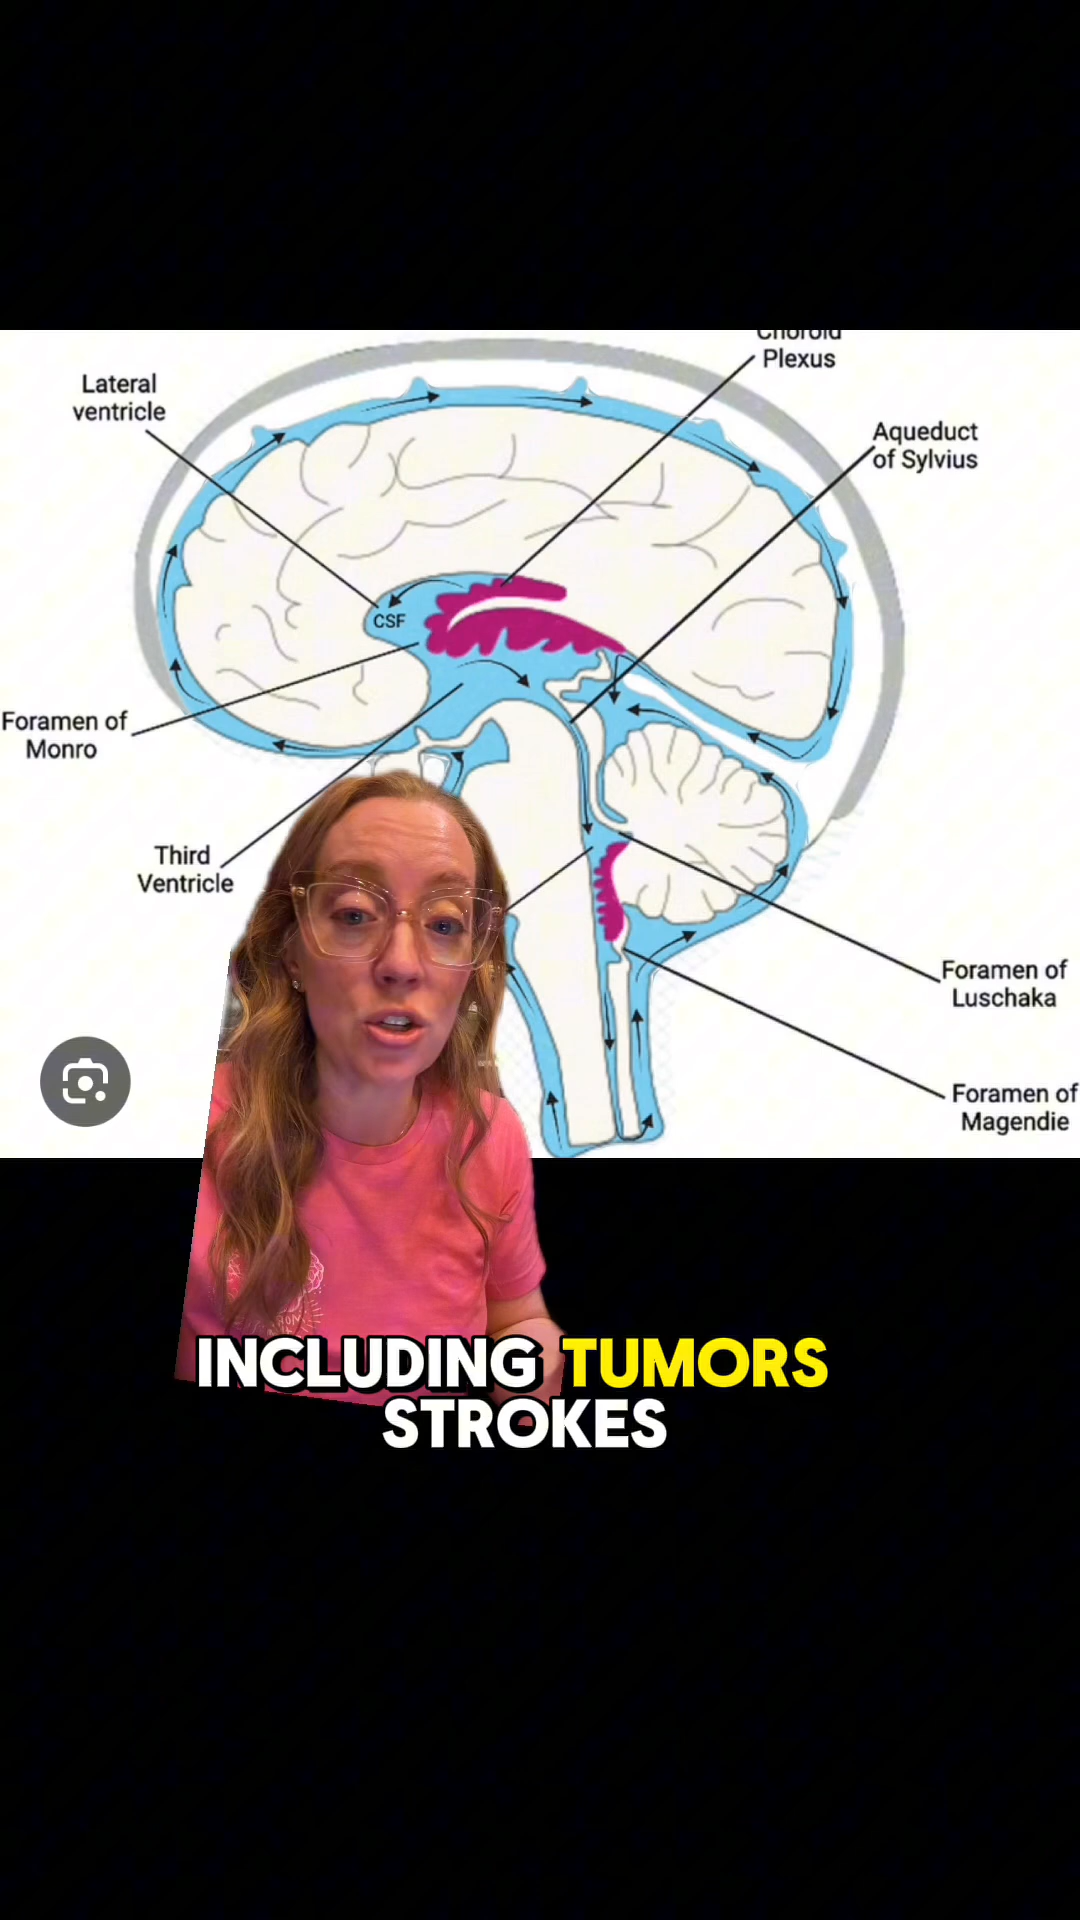 Choroid
Plexus
Lateral
ventricle
Aqueduct
of Sylvius
CSF
Foramen of
Monro
Third
Ventricle
Foramen of
Luschaka
Foramen of
Magendie
INCLUDING TUMORS
STROKES